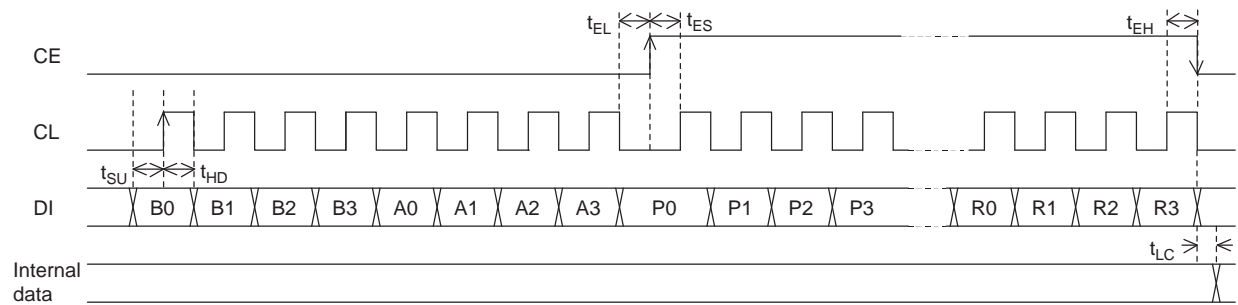 tEL tES tEH
CE
CL
tSU tHD
DI B0 B1 B2 B3 A0 A1 A2 A3 P0 P1 P2 P3 R0 R1 R2 R3
tLC
Internal
data